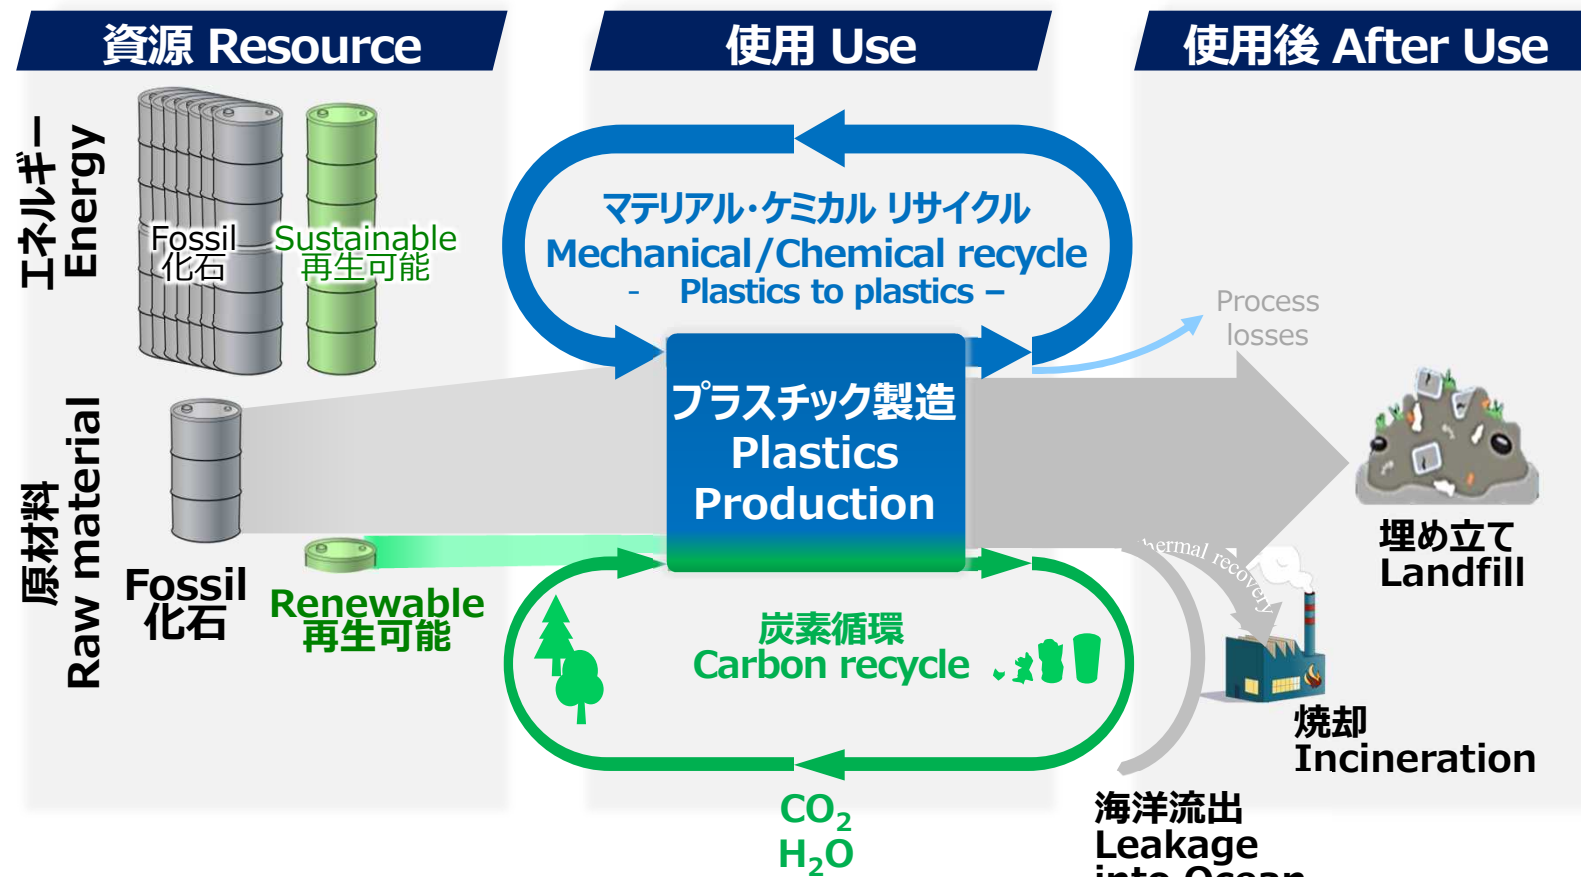 資源 Resource
使用 Use
使用後 After Use
エネルギー
Energy
Fossil
化石
Sustainable
再生可能
マテリアル・ケミカル リサイクル
Mechanical/Chemical recycle
- Plastics to plastics –
Process
losses
プラスチック製造
Plastics
Production
原材料
Raw material
Fossil
化石
Renewable
再生可能
炭素循環
Carbon recycle
CO₂
H₂O
埋め立て
Landfill
hermal recovery
焼却
Incineration
海洋流出
Leakage
into Ocean